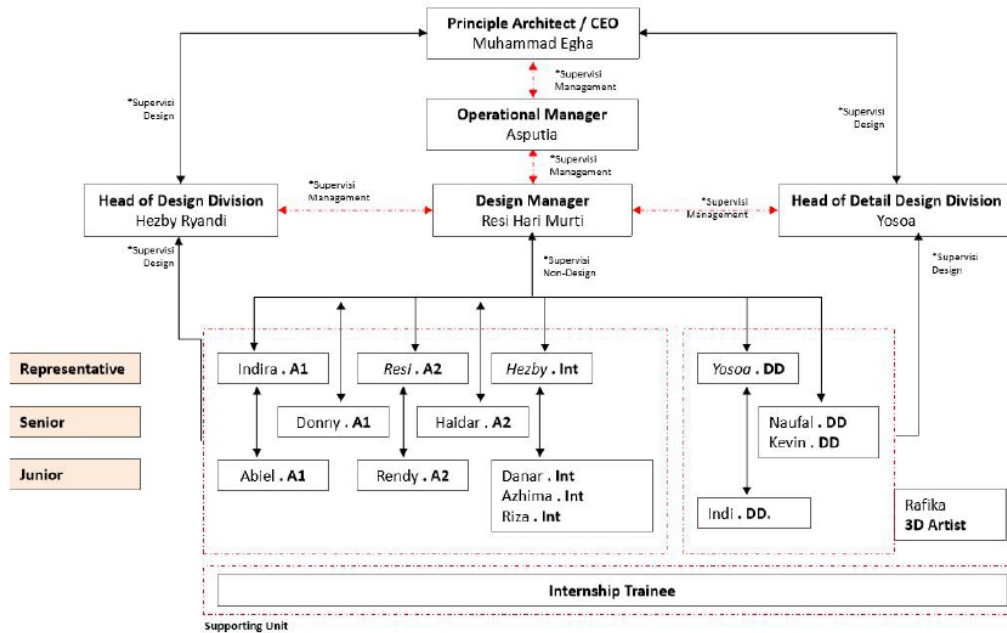 Principle Architect / CEO
Muhammad Egha
*Supervisi
Management
*Supervisi
Design
*Supervisi
Design
Operational Manager
Asputia
*Supervisi
Management
Head of Design Division
Hezby Ryandi
*Supervisi
Management
Design Manager
Resi Hari Murti
*Supervisi
Management
Head of Detail Design Division
Yosoa
*Supervisi
Design
*Supervisi
Non-Design
*Supervisi
Design
Representative
Indira . A1
Resi . A2
Hezby . Int
Yosoa . DD
Senior
Donny . A1
Haidar . A2
Naufal . DD
Kevin . DD
Junior
Abiel . A1
Rendy . A2
Danar . Int
Azhima . Int
Riza . Int
Indi . DD.
Rafika
3D Artist
Internship Trainee
Supporting Unit